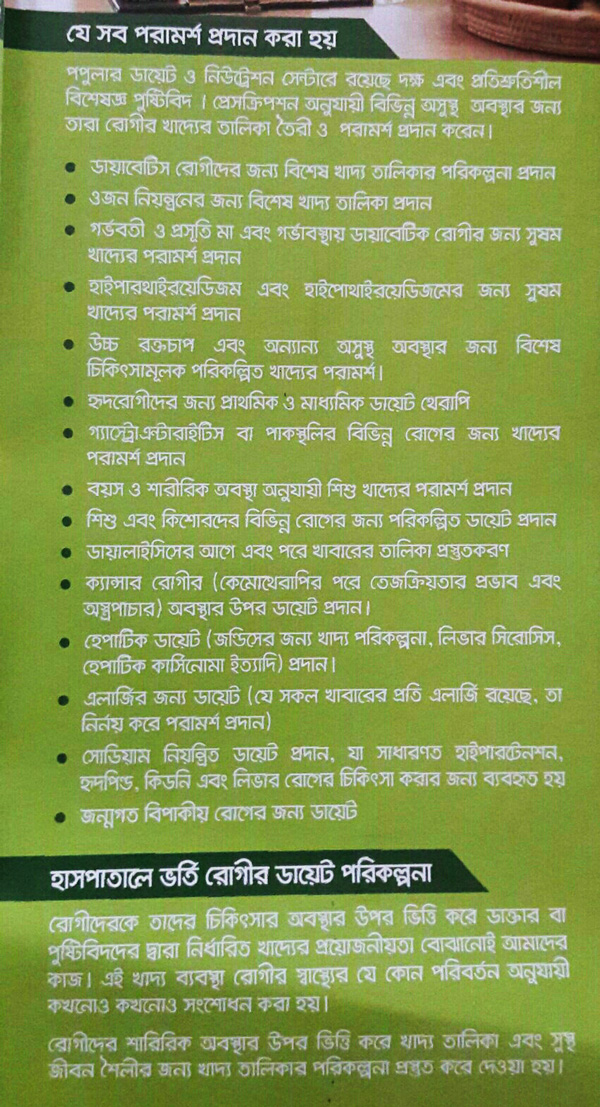 যে সব পরামর্শ প্রদান করা হয়
পপুলার ডায়েট ও নিউট্রেশন সেন্টারে রয়েছে দক্ষ এবং প্রতিশ্রুতিশীল
বিশেষজ্ঞ পুষ্টিবিদ । প্রেসক্রিপশন অনুযায়ী বিভিন্ন অসুস্থ অবস্থার জন্য
তারা রোগীর খাদ্যের তালিকা তৈরী ও পরামর্শ প্রদান করেন।
• ডায়াবেটিস রোগীদের জন্য বিশেষ খাদ্য তালিকার পরিকল্পনা প্রদান
• ওজন নিয়ন্ত্রনের জন্য বিশেষ খাদ্য তালিকা প্রদান
• গর্ভবতী ও প্রসূতি মা এবং গর্ভাবস্থায় ডায়াবেটিক রোগীর জন্য সুষম
খাদ্যের পরামর্শ প্রদান
• হাইপারথাইরয়েডিজম এবং হাইপোথাইরয়েডিজমের জন্য সুষম
খাদ্যের পরামর্শ প্রদান
• উচ্চ রক্তচাপ এবং অন্যান্য অসুস্থ অবস্থার জন্য বিশেষ
চিকিৎসামূলক পরিকল্পিত খাদ্যের পরামর্শ।
• হৃদরোগীদের জন্য প্রাথমিক ও মাধ্যমিক ডায়েট থেরাপি
• গ্যাস্ট্রোএন্টারাইটিস বা পাকস্থলির বিভিন্ন রোগের জন্য খাদ্যের
পরামর্শ প্রদান
• বয়স ও শারীরিক অবস্থা অনুযায়ী শিশু খাদ্যের পরামর্শ প্রদান
• শিশু এবং কিশোরদের বিভিন্ন রোগের জন্য পরিকল্পিত ডায়েট প্রদান
• ডায়ালাইসিসের আগে এবং পরে খাবারের তালিকা প্রস্তুতকরণ
• ক্যান্সার রোগীর (কেমোথেরাপির পরে তেজক্রিয়তার প্রভাব এবং
অস্ত্রপাচার) অবস্থার উপর ডায়েট প্রদান।
• হেপাটিক ডায়েট (জন্ডিসের জন্য খাদ্য পরিকল্পনা, লিভার সিরোসিস,
হেপাটিক কার্সিনোমা ইত্যাদি) প্রদান।
• এলার্জির জন্য ডায়েট (যে সকল খাবারের প্রতি এলার্জি রয়েছে, তা
নির্নয় করে পরামর্শ প্রদান)
• সোডিয়াম নিয়ন্ত্রিত ডায়েট প্রদান, যা সাধারণত হাইপারটেনশন,
হৃদপিন্ড, কিডনি এবং লিভার রোগের চিকিৎসা করার জন্য ব্যবহৃত হয়
• জন্মগত বিপাকীয় রোগের জন্য ডায়েট
হাসপাতালে ভর্তি রোগীর ডায়েট পরিকল্পনা
রোগীদেরকে তাদের চিকিৎসার অবস্থার উপর ভিত্তি করে ডাক্তার বা
পুষ্টিবিদদের দ্বারা নির্ধারিত খাদ্যের প্রয়োজনীয়তা বোঝানোই আমাদের
কাজ। এই খাদ্য ব্যবস্থা রোগীর স্বাস্থ্যের যে কোন পরিবর্তন অনুযায়ী
কখনোও কখনোও সংশোধন করা হয়।
রোগীদের শারিরিক অবস্থার উপর ভিত্তি করে খাদ্য তালিকা এবং সুস্থ
জীবন শৈলীর জন্য খাদ্য তালিকার পরিকল্পনা প্রস্তুত করে দেওয়া হয়।